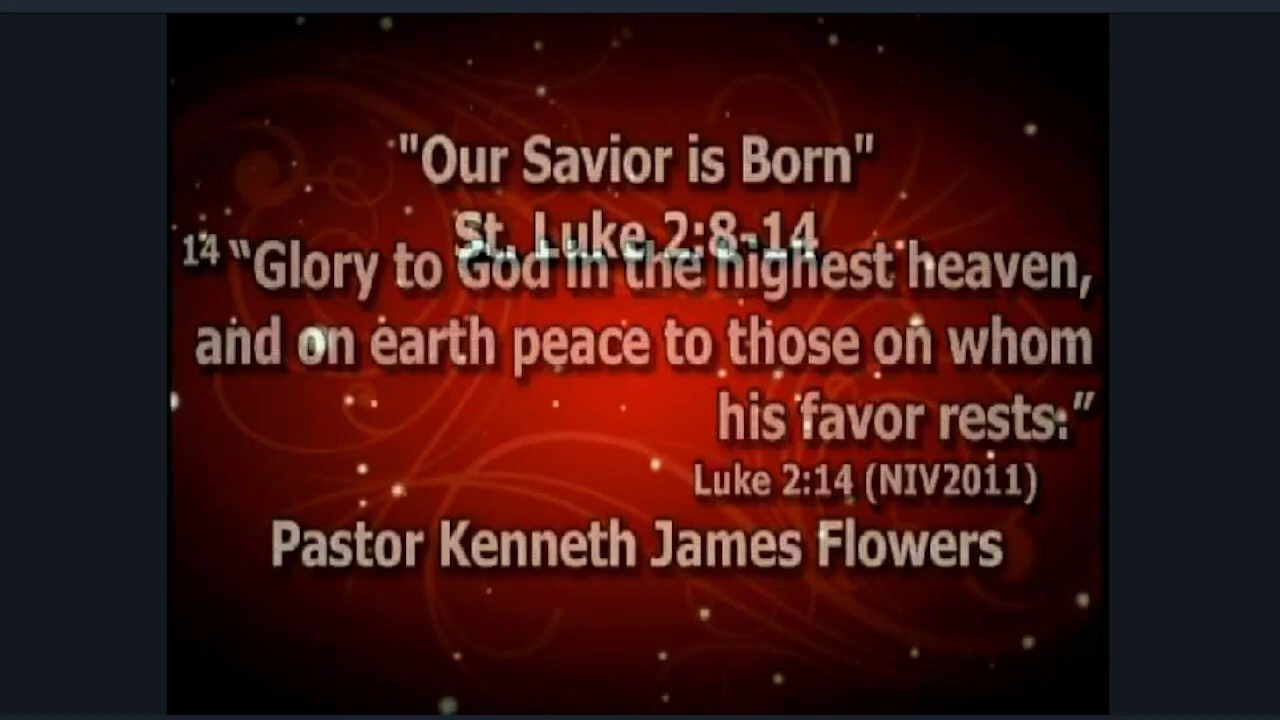 "Our Savior is Born"
St. Luke 2:8-14
14 “Glory to God in the highest heaven,
and on earth peace to those on whom
his favor rests.”
Luke 2:14 (NIV2011)
Pastor Kenneth James Flowers